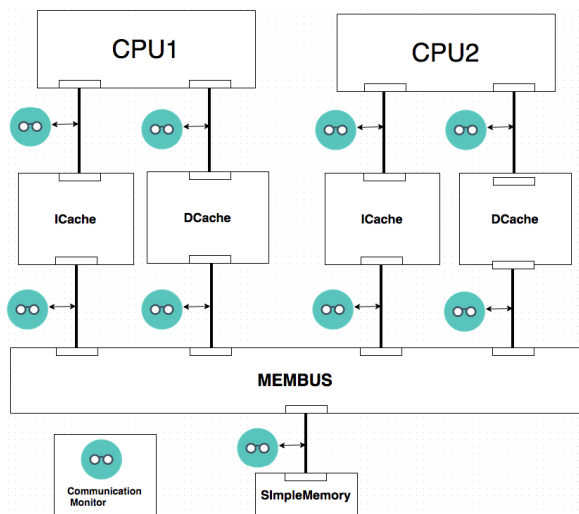 CPU1
CPU2
ICache
DCache
ICache
DCache
MEMBUS
Communication
Monitor
SImpleMemory